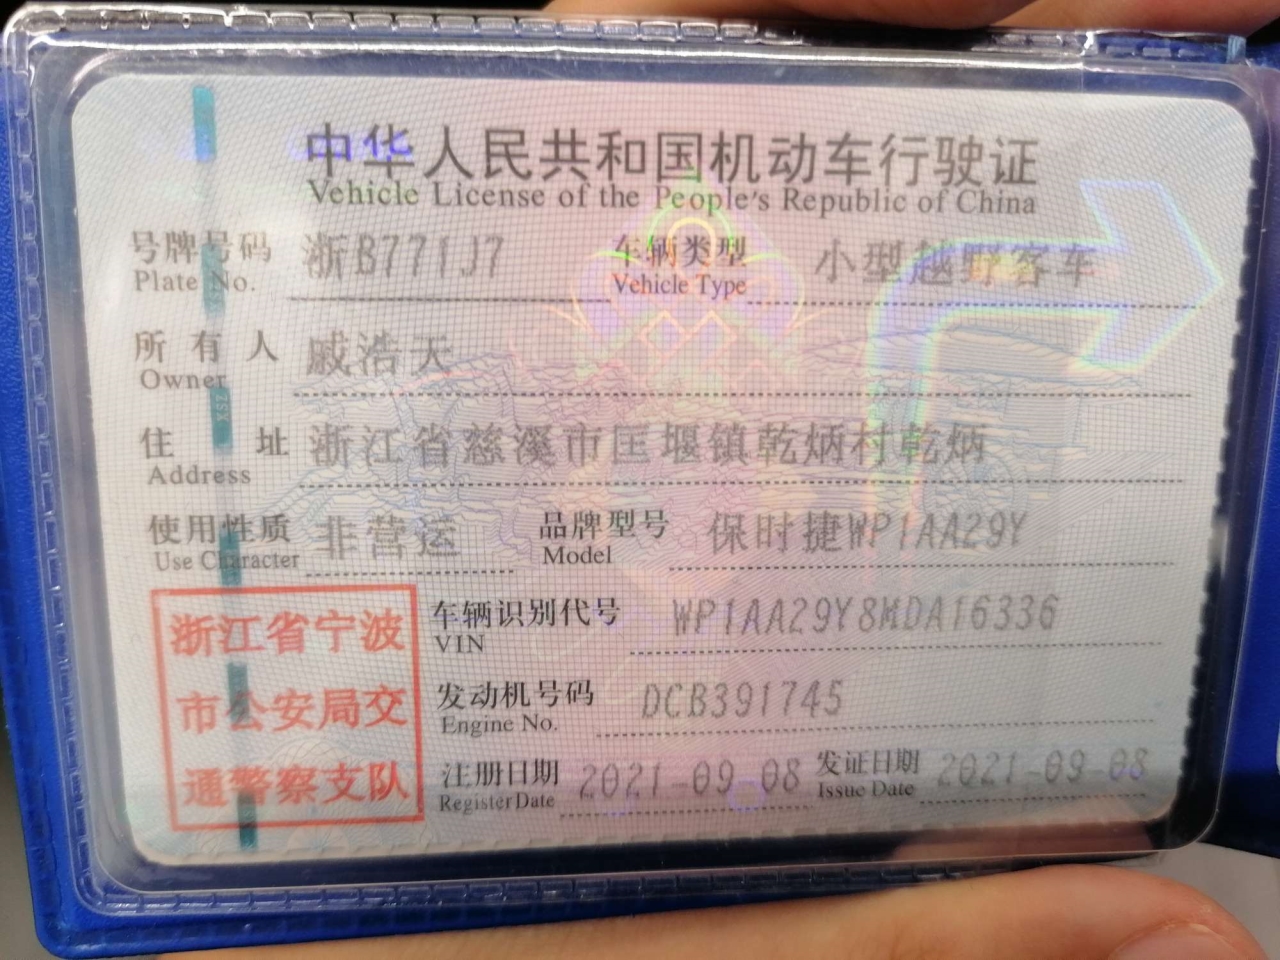 中华人民共和国机动车行驶证
Vehicle License of the People's Republic of China
号牌号码 浙B771J7 车辆类型 小型越野客车
Plate No. Vehicle Type
所有人 戚浩天
Owner
住址 浙江省慈溪市匡堰镇乾炳村乾炳
Address
使用性质 非营运 品牌型号 保时捷WP1AA29Y
Use Character Model
浙江省宁波
市公安局交
通警察支队
车辆识别代号 WP1AA29Y8MDA16336
VIN
发动机号码 DCB391745
Engine No.
注册日期 2021-09-08 发证日期 2021-09-08
Register Date Issue Date
XSZ